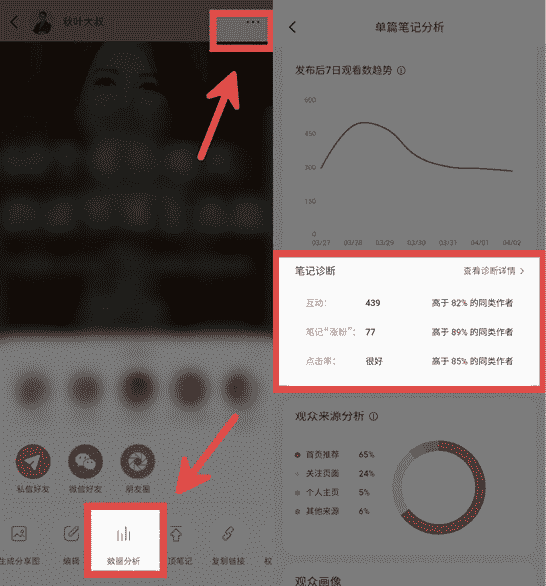 秋叶大叔
私信好友
微信好友
朋友圈
生成分享图
编辑
数据分析
顶笔记
复制链接
权
单篇笔记分析
发布后7日观看数趋势
600
450
300
150
0
03/27 03/28 03/29 03/30 03/31 04/01 04/02
笔记诊断 查看诊断详情 >
互动: 439 高于 82% 的同类作者
笔记“涨粉”: 77 高于 89% 的同类作者
点击率: 很好 高于 85% 的同类作者
观众来源分析
首页推荐 65%
关注页面 24%
个人主页 5%
其他来源 6%
观众画像